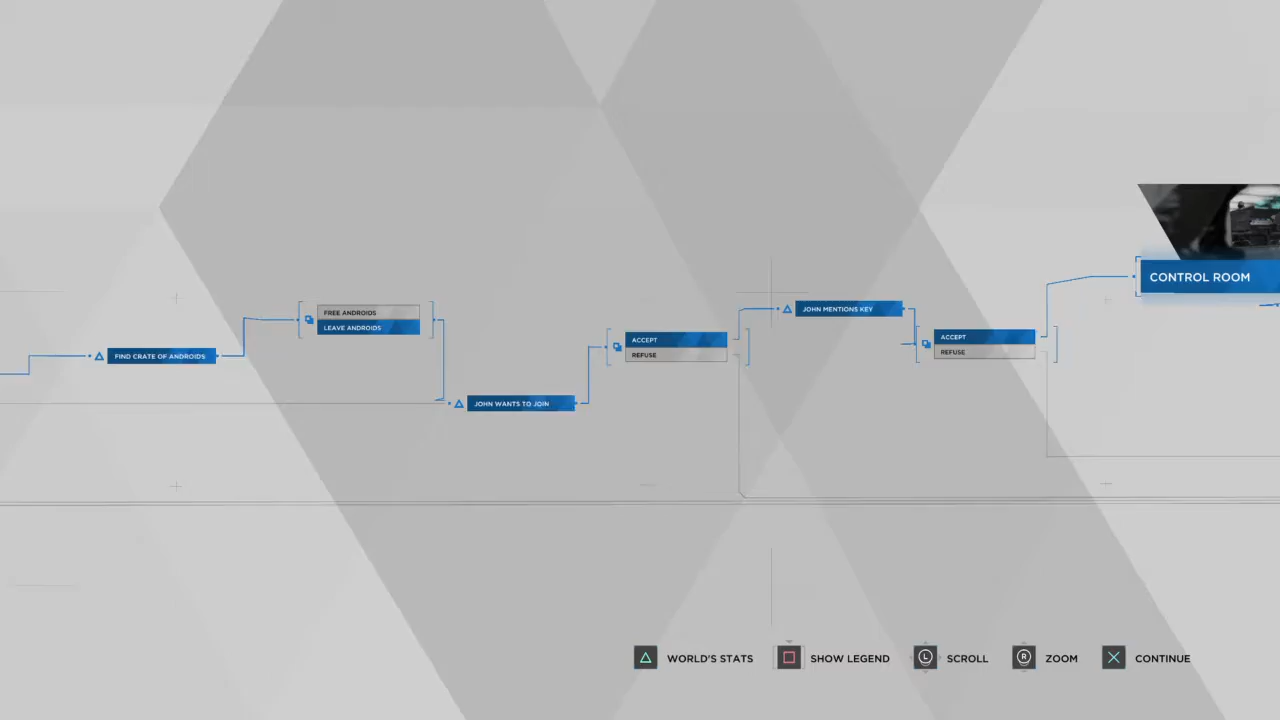 CONTROL ROOM
JOHN MENTIONS KEY
FREE ANDROIDS
LEAVE ANDROIDS
ACCEPT
REFUSE
ACCEPT
REFUSE
FIND CRATE OF ANDROIDS
JOHN WANTS TO JOIN
WORLD'S STATS
SHOW LEGEND
L
SCROLL
R
ZOOM
CONTINUE